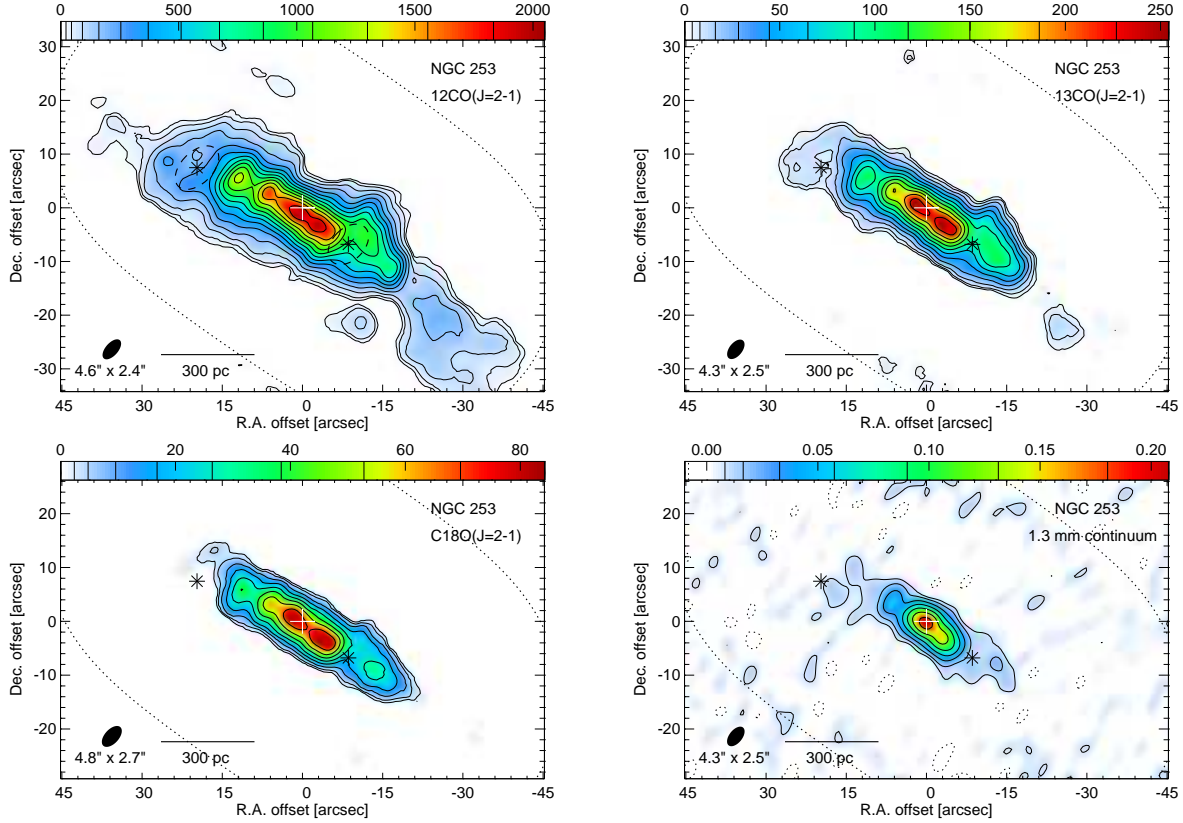 0 500 1000 1500 2000
30
20
10
0
-10
-20
-30
Dec. offset [arcsec]
NGC 253
12CO(J=2-1)
4.6" x 2.4"
300 pc
45 30 15 0 -15 -30 -45
R.A. offset [arcsec]
0 50 100 150 200 250
30
20
10
0
-10
-20
-30
Dec. offset [arcsec]
NGC 253
13CO(J=2-1)
4.3" x 2.5"
300 pc
45 30 15 0 -15 -30 -45
R.A. offset [arcsec]
0 20 40 60 80
20
10
0
-10
-20
Dec. offset [arcsec]
NGC 253
C18O(J=2-1)
4.8" x 2.7"
300 pc
45 30 15 0 -15 -30 -45
R.A. offset [arcsec]
0.00 0.05 0.10 0.15 0.20
20
10
0
-10
-20
Dec. offset [arcsec]
NGC 253
1.3 mm continuum
4.3" x 2.5"
300 pc
45 30 15 0 -15 -30 -45
R.A. offset [arcsec]